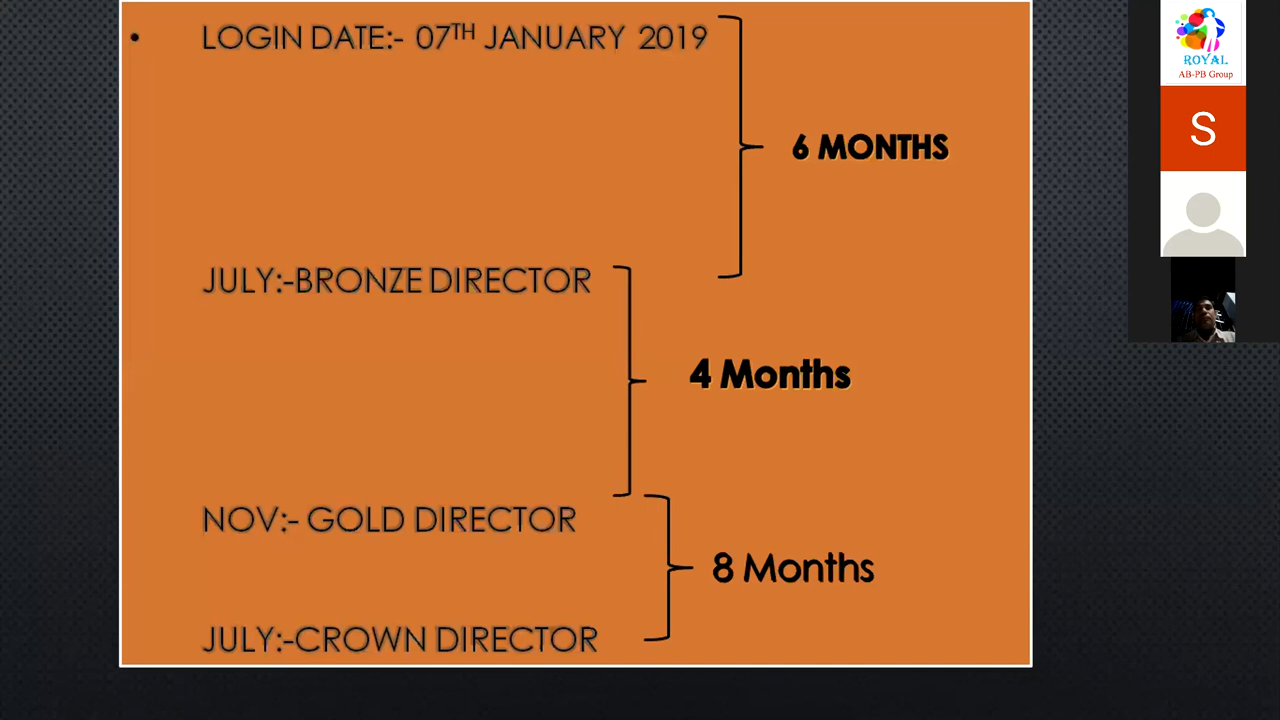 • LOGIN DATE:- 07TH JANUARY 2019
6 MONTHS
JULY:-BRONZE DIRECTOR
4 Months
NOV:- GOLD DIRECTOR
8 Months
JULY:-CROWN DIRECTOR
ROYAL
AB-PB Group
S